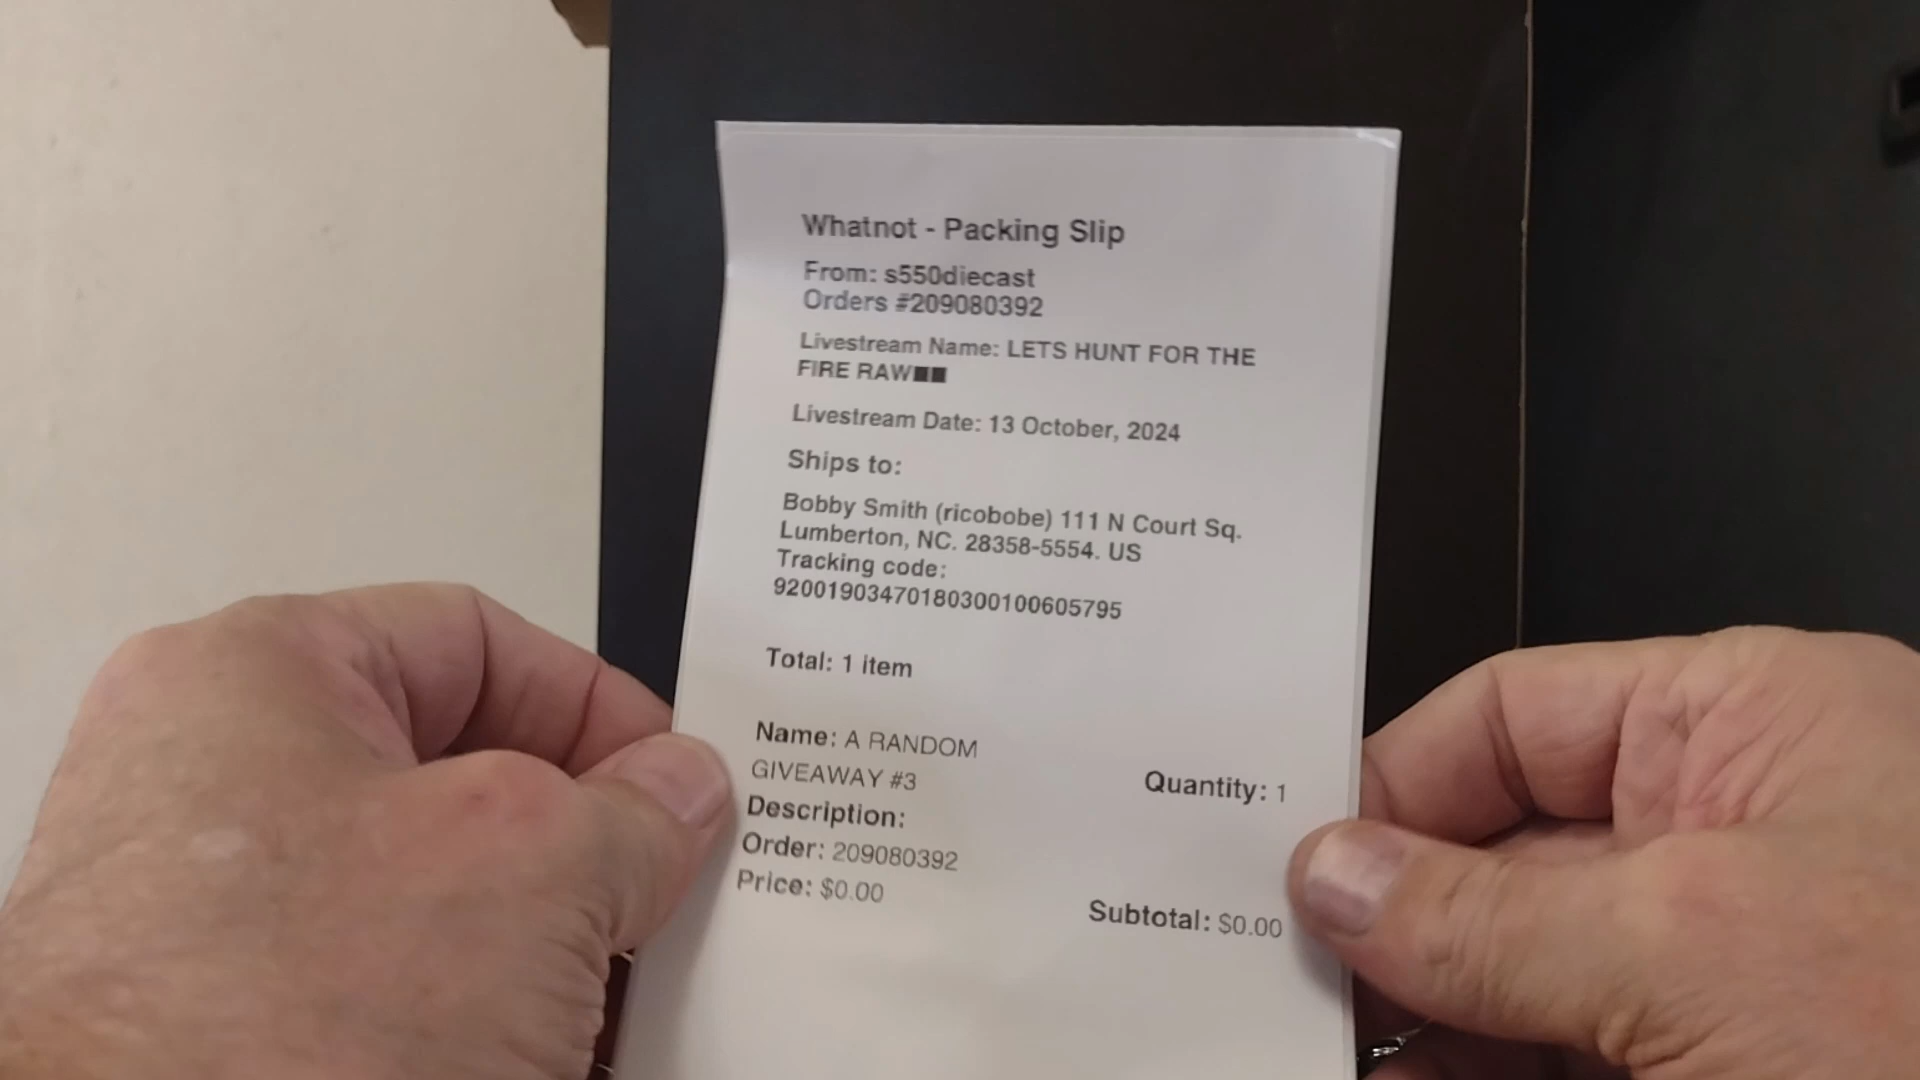 Whatnot - Packing Slip
From: s550diecast
Orders #209080392
Livestream Name: LETS HUNT FOR THE
FIRE RAW■■
Livestream Date: 13 October, 2024
Ships to:
Bobby Smith (ricobobe) 111 N Court Sq.
Lumberton, NC. 28358-5554. US
Tracking code:
9200190347018030010060​5795
Total: 1 item
Name: A RANDOM
GIVEAWAY #3
Quantity: 1
Description:
Order: 209080392
Price: $0.00
Subtotal: $0.00